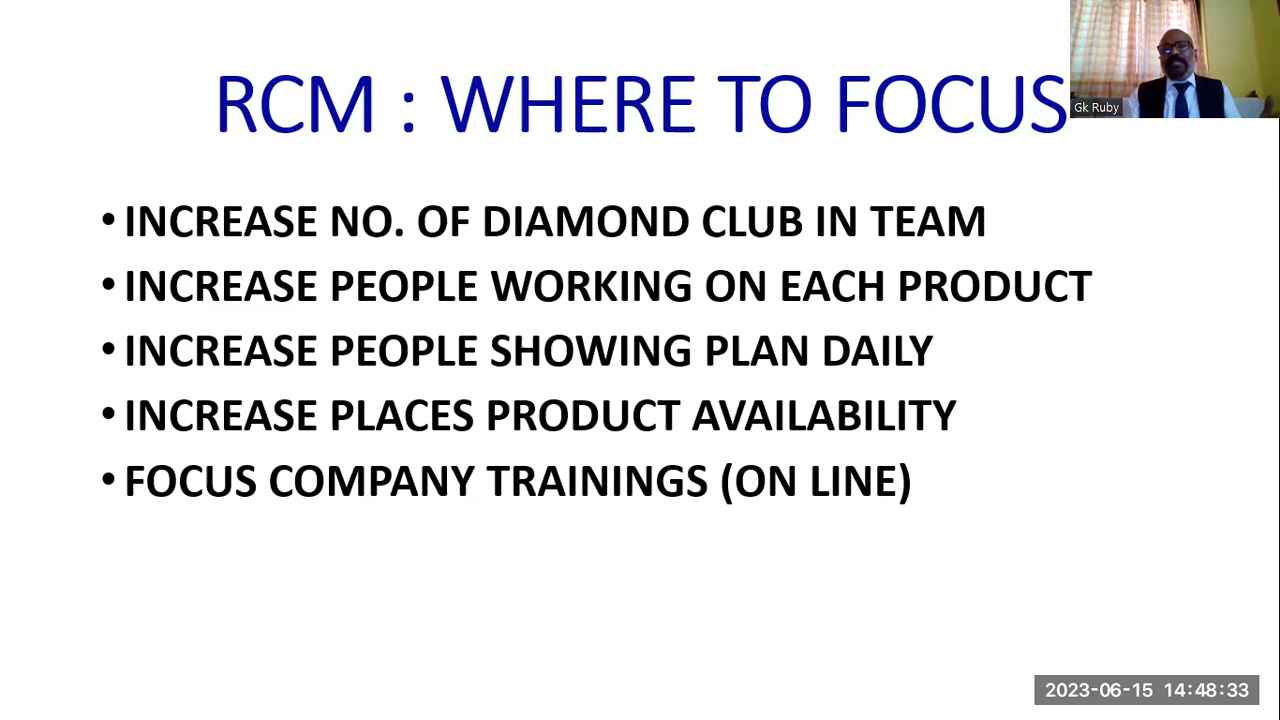 RCM : WHERE TO FOCUS
Gk Ruby
• INCREASE NO. OF DIAMOND CLUB IN TEAM
• INCREASE PEOPLE WORKING ON EACH PRODUCT
• INCREASE PEOPLE SHOWING PLAN DAILY
• INCREASE PLACES PRODUCT AVAILABILITY
• FOCUS COMPANY TRAININGS (ON LINE)
2023-06-15 14:48:33